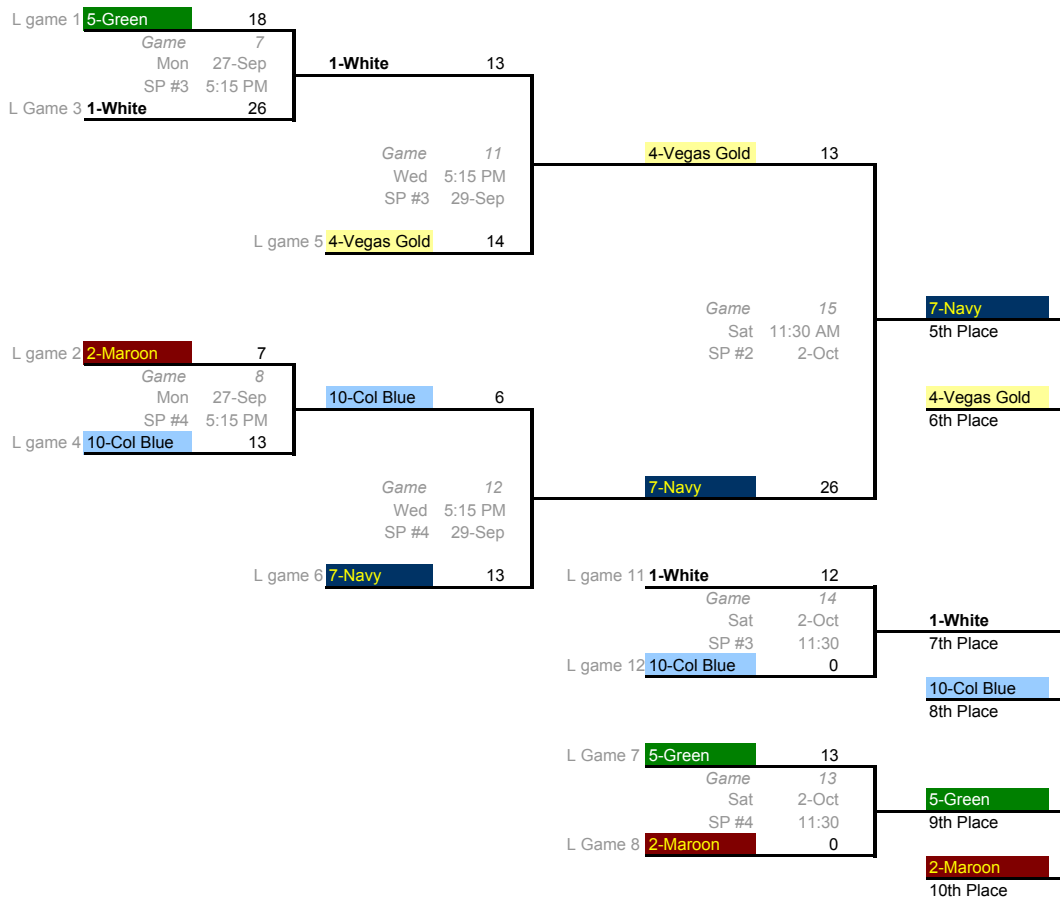 L game 1 5-Green 18
Game 7
Mon 27-Sep 1-White 13
SP #3 5:15 PM
L Game 3 1-White 26
Game 11 4-Vegas Gold 13
Wed 5:15 PM
SP #3 29-Sep
L game 5 4-Vegas Gold 14
Game 15 7-Navy
Sat 11:30 AM 5th Place
SP #2 2-Oct
L game 2 2-Maroon 7
Game 8
Mon 27-Sep 10-Col Blue 6 4-Vegas Gold
SP #4 5:15 PM 6th Place
L game 4 10-Col Blue 13
Game 12 7-Navy 26
Wed 5:15 PM
SP #4 29-Sep
L game 6 7-Navy 13 L game 11 1-White 12
Game 14
Sat 2-Oct 1-White
SP #3 11:30 7th Place
L game 12 10-Col Blue 0
10-Col Blue
8th Place
L Game 7 5-Green 13
Game 13
Sat 2-Oct 5-Green
SP #4 11:30 9th Place
L Game 8 2-Maroon 0
2-Maroon
10th Place